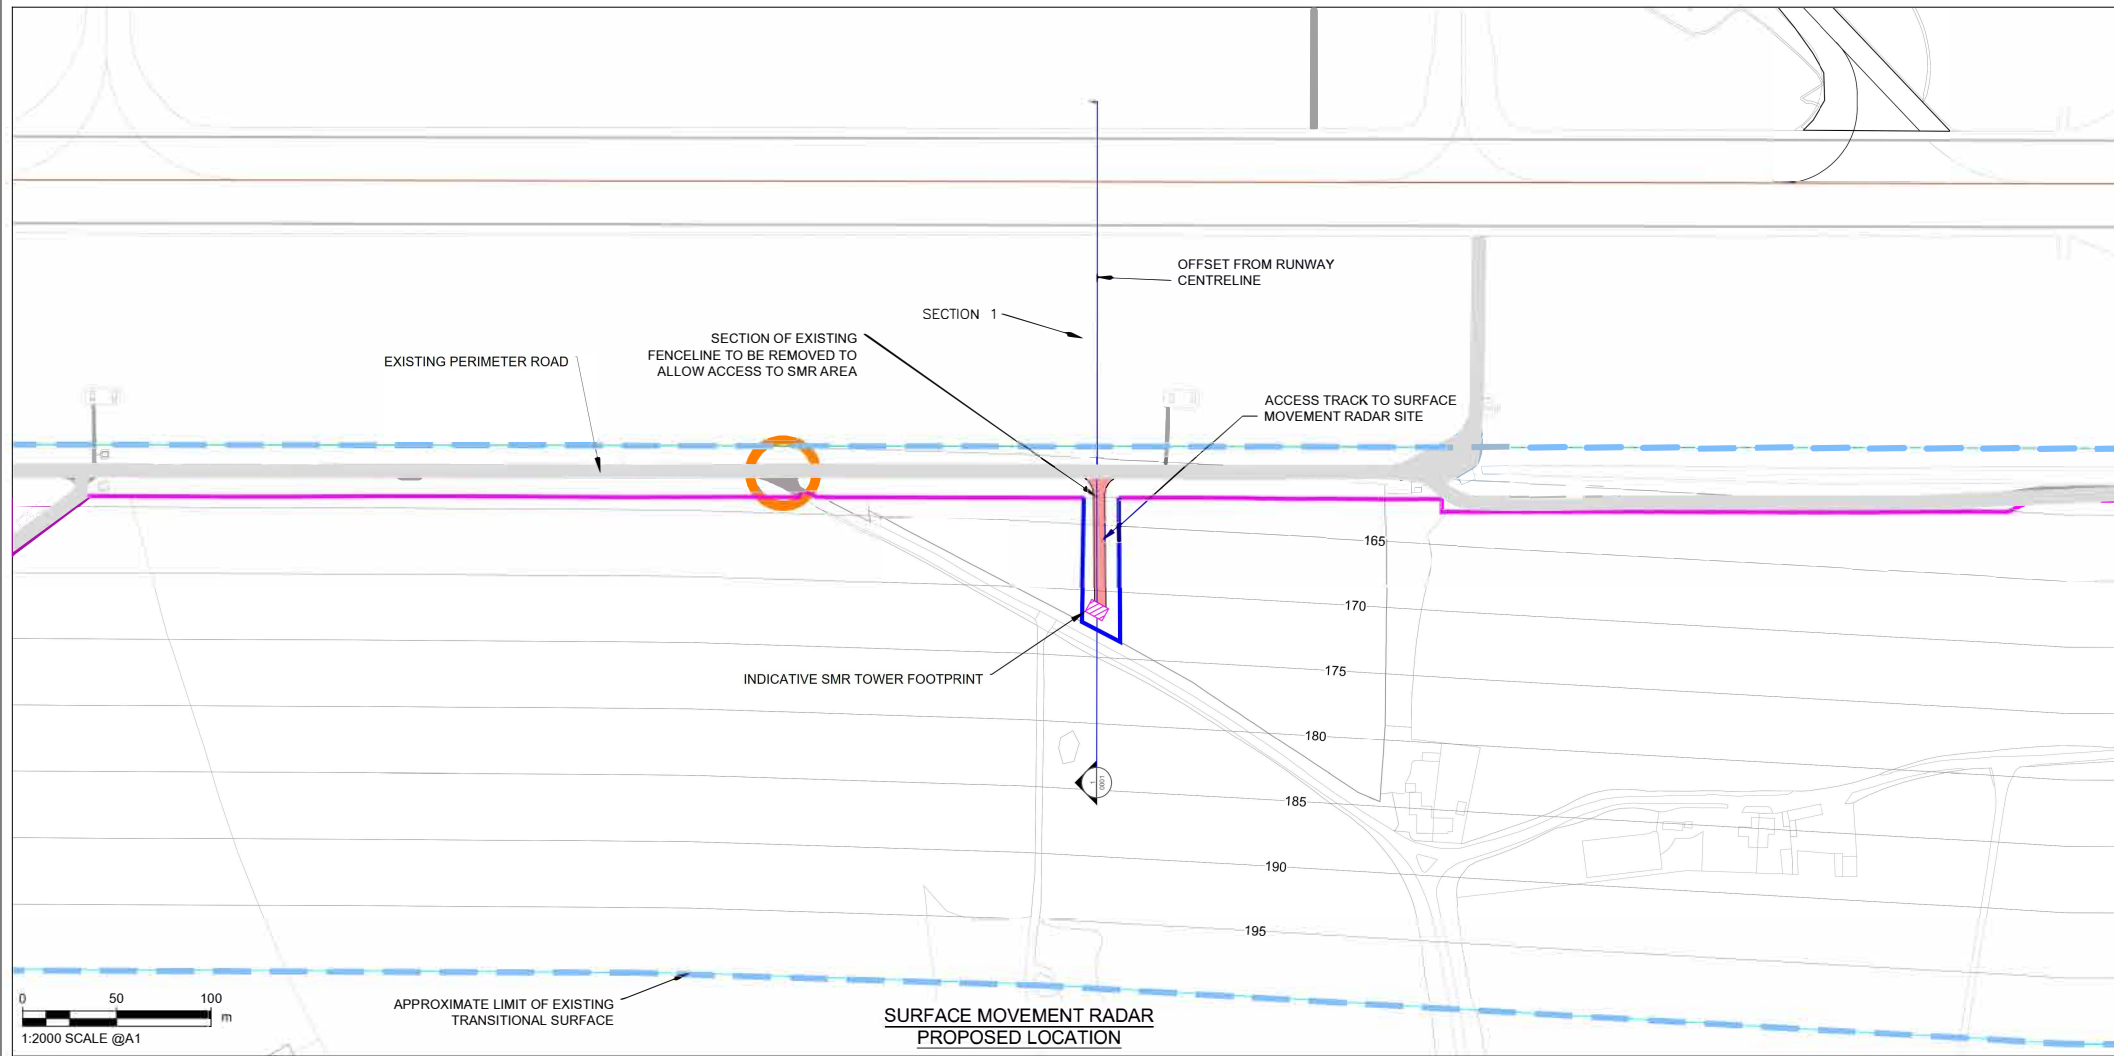 OFFSET FROM RUNWAY
CENTRELINE
SECTION 1
SECTION OF EXISTING
FENCELINE TO BE REMOVED TO
ALLOW ACCESS TO SMR AREA
EXISTING PERIMETER ROAD
ACCESS TRACK TO SURFACE
MOVEMENT RADAR SITE
165
170
175
INDICATIVE SMR TOWER FOOTPRINT
180
1
0001
185
190
195
0 50 100
m
1:2000 SCALE @A1
APPROXIMATE LIMIT OF EXISTING
TRANSITIONAL SURFACE
SURFACE MOVEMENT RADAR
PROPOSED LOCATION